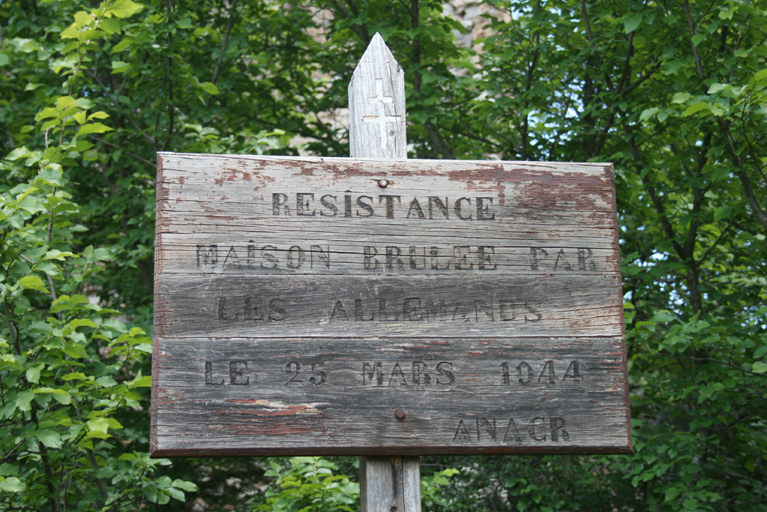 RESISTANCE
MAISON BRULEE PAR
LES ALLEMANDS
LE 25 MARS 1944
ANACR